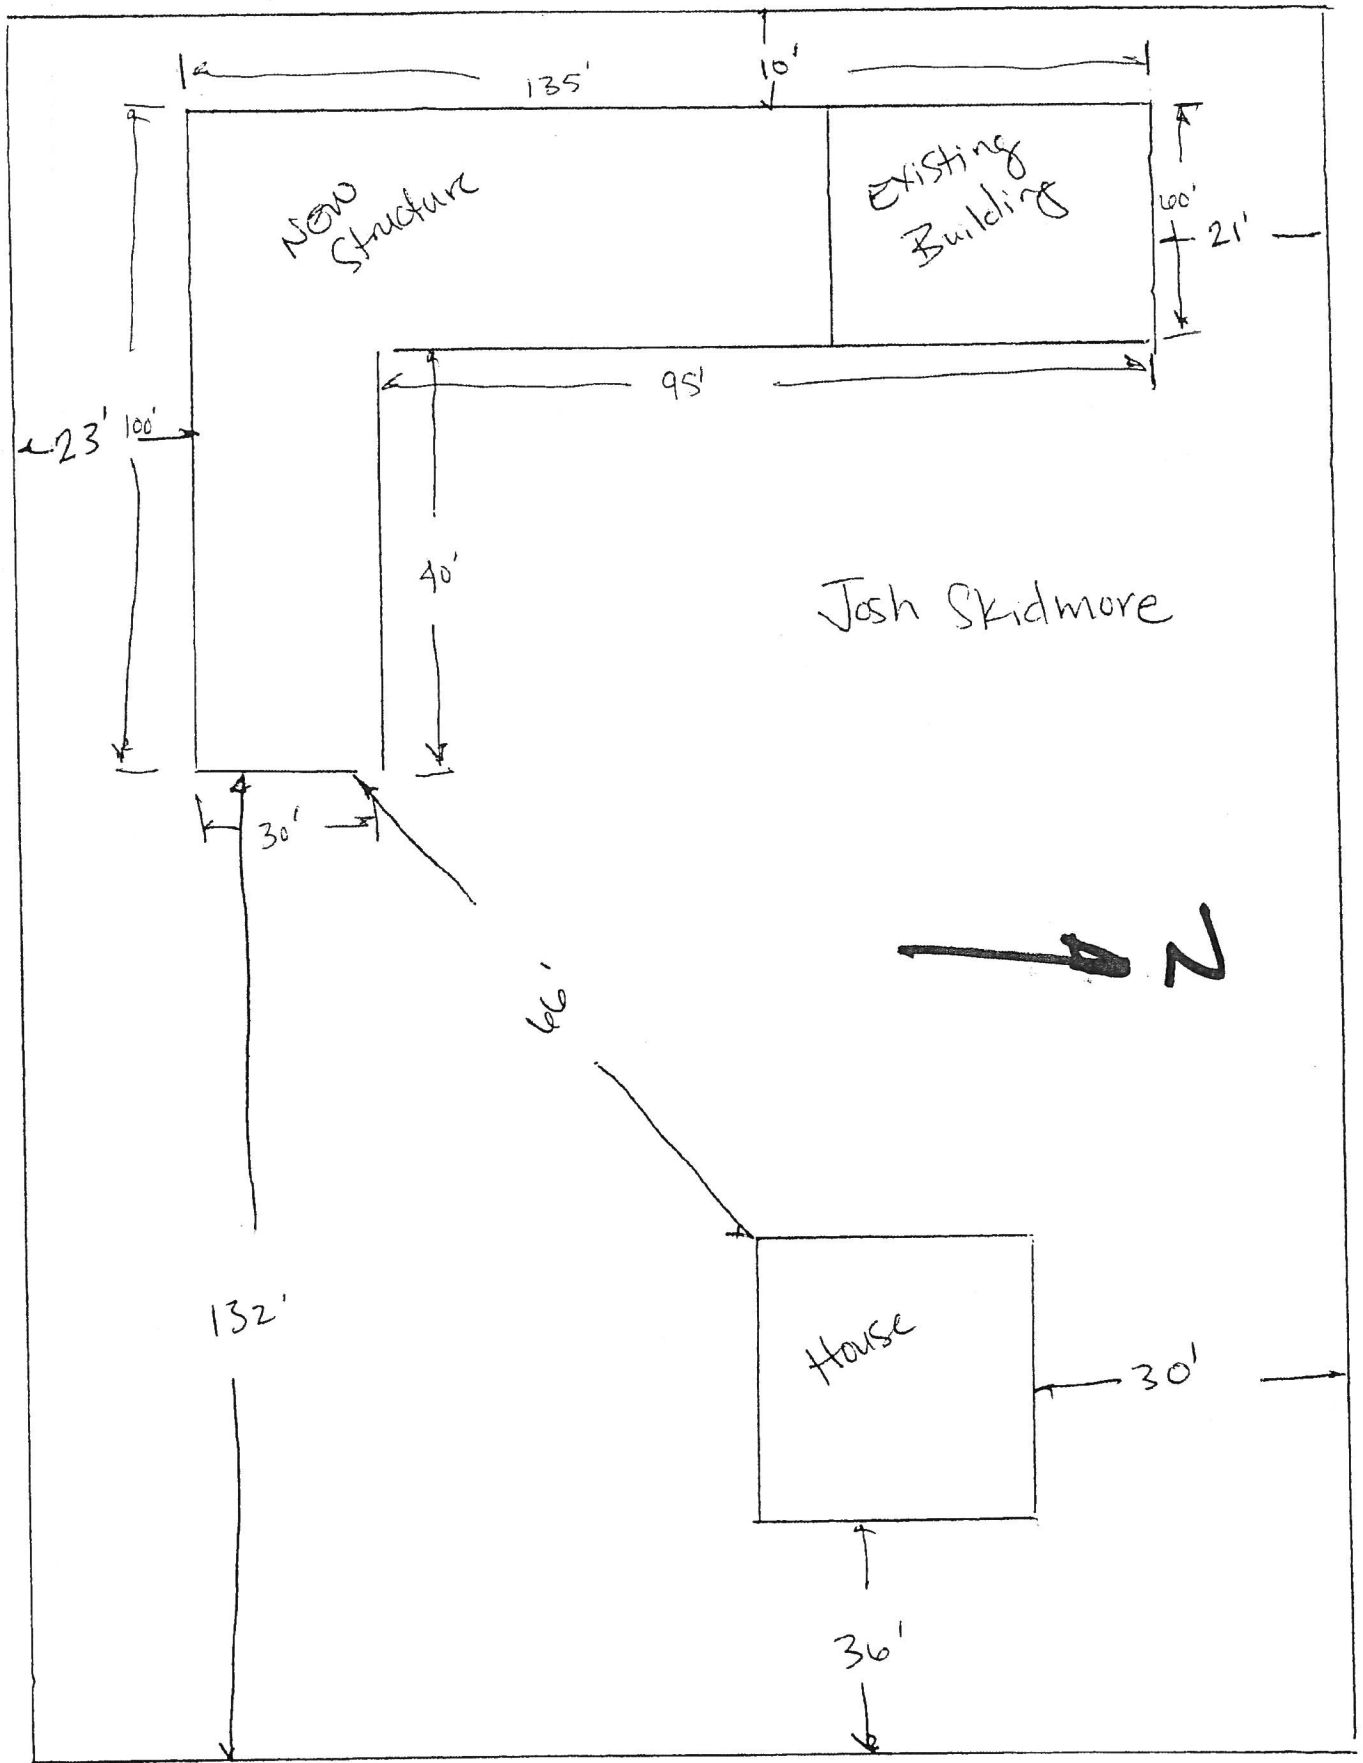 10'
135'
New
Structure
Existing
Building
60'
21'
95'
23'
100'
40'
Josh Skidmore
30'
N
66'
132'
House
30'
36'